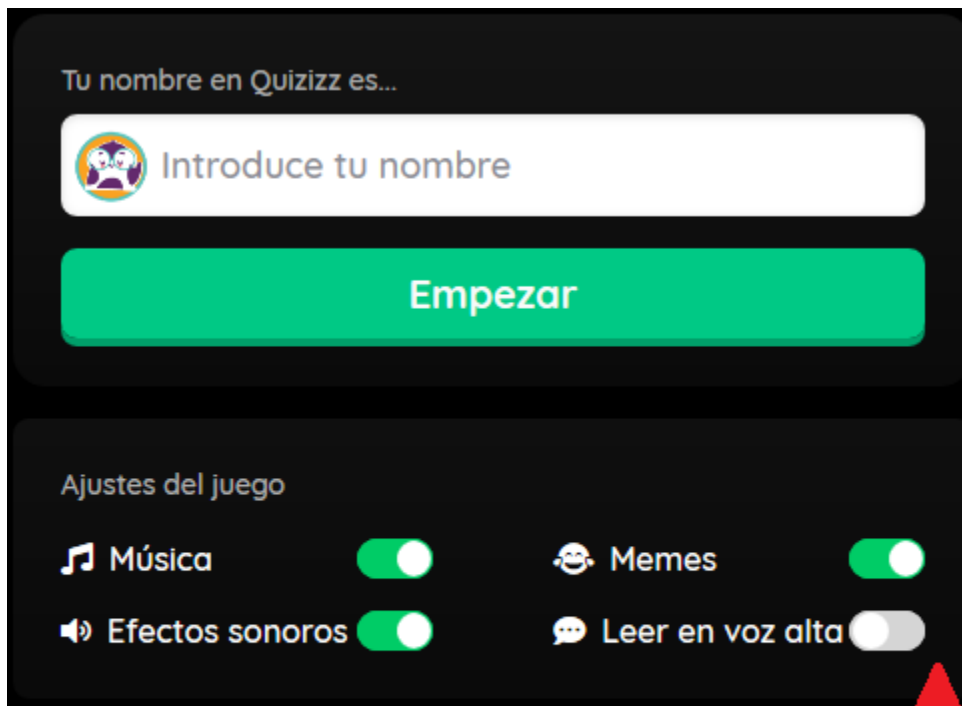 Tu nombre en Quizizz es...
Introduce tu nombre
Empezar
Ajustes del juego
Música
Memes
Efectos sonoros
Leer en voz alta